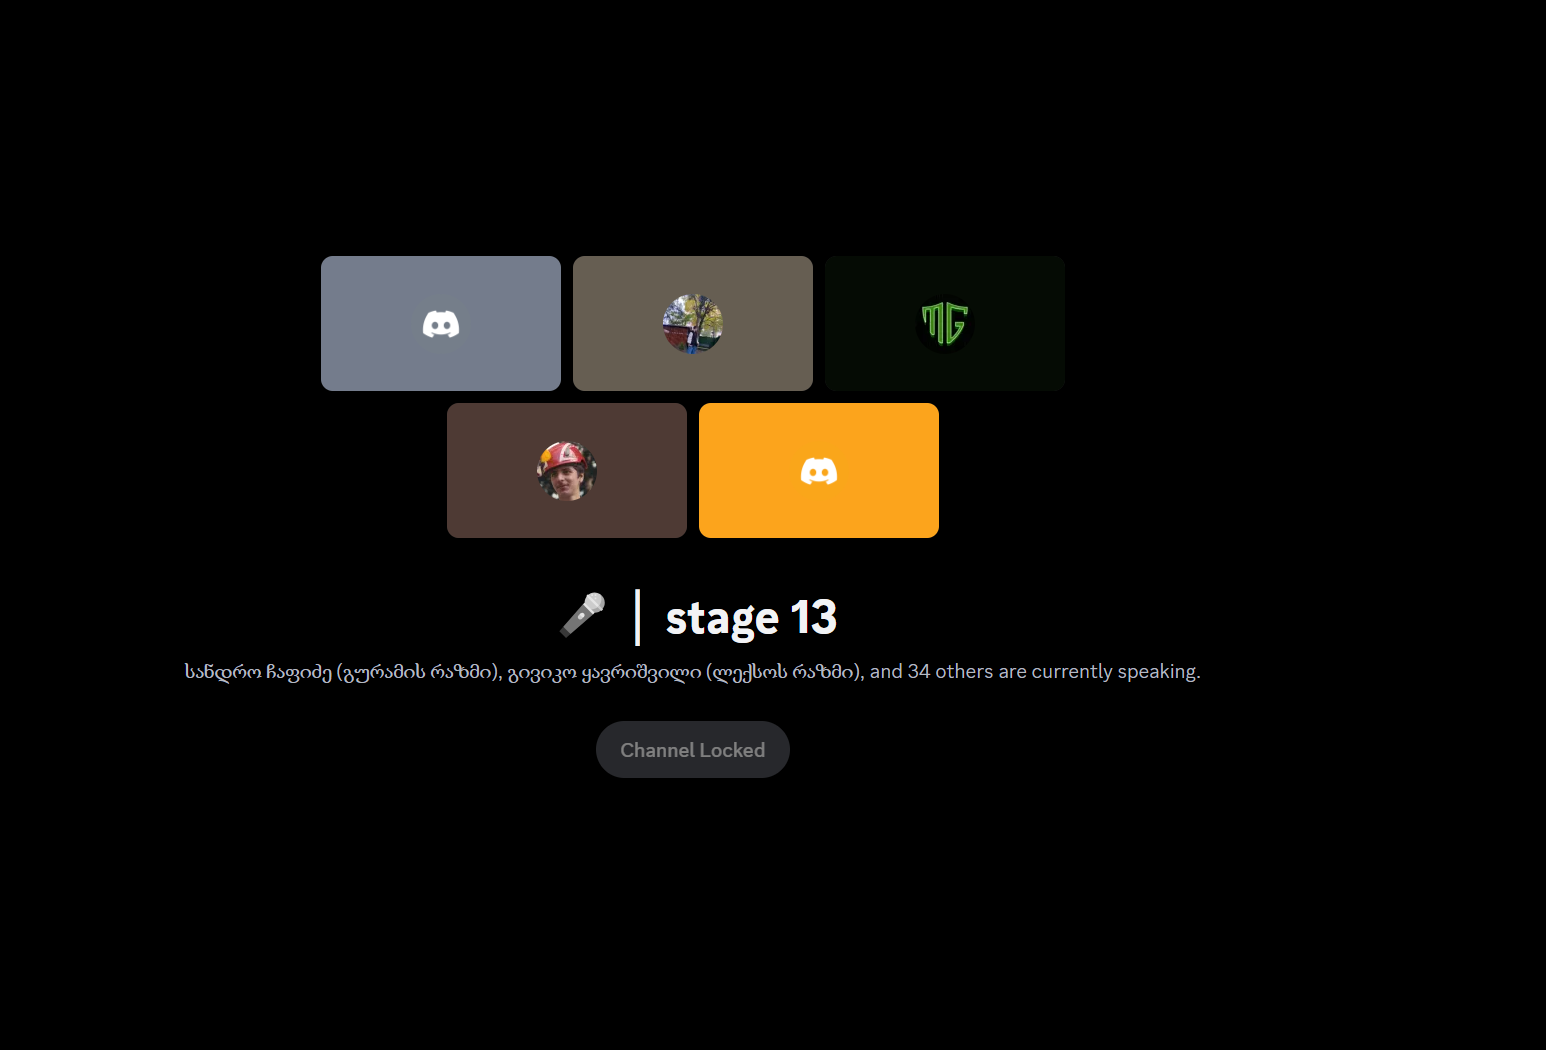 🎤 | stage 13
სანდრო ჩაფიძე (გურამის რაზმი), გივიკო ყავრიშვილი (ლექსოს რაზმი), and 34 others are currently speaking.
Channel Locked